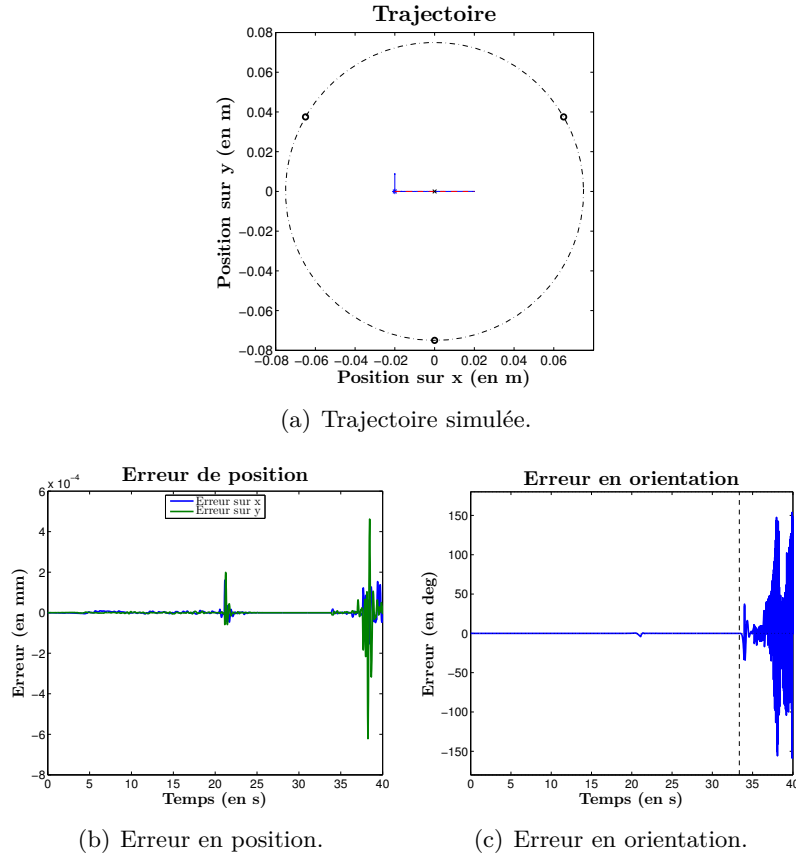 Trajectoire
0.08
0.06
0.04
0.02
0
−0.02
−0.04
−0.06
−0.08
−0.08 −0.06 −0.04 −0.02 0 0.02 0.04 0.06
Position sur y (en m)
Position sur x (en m)
(a) Trajectoire simulée.
Erreur de position
x 10⁻⁴
6
4
2
0
−2
−4
−6
−8
0 5 10 15 20 25 30 35 40
Erreur sur x
Erreur sur y
Erreur (en mm)
Temps (en s)
(b) Erreur en position.
Erreur en orientation
150
100
50
0
−50
−100
−150
0 5 10 15 20 25 30 35 40
Erreur (en deg)
Temps (en s)
(c) Erreur en orientation.